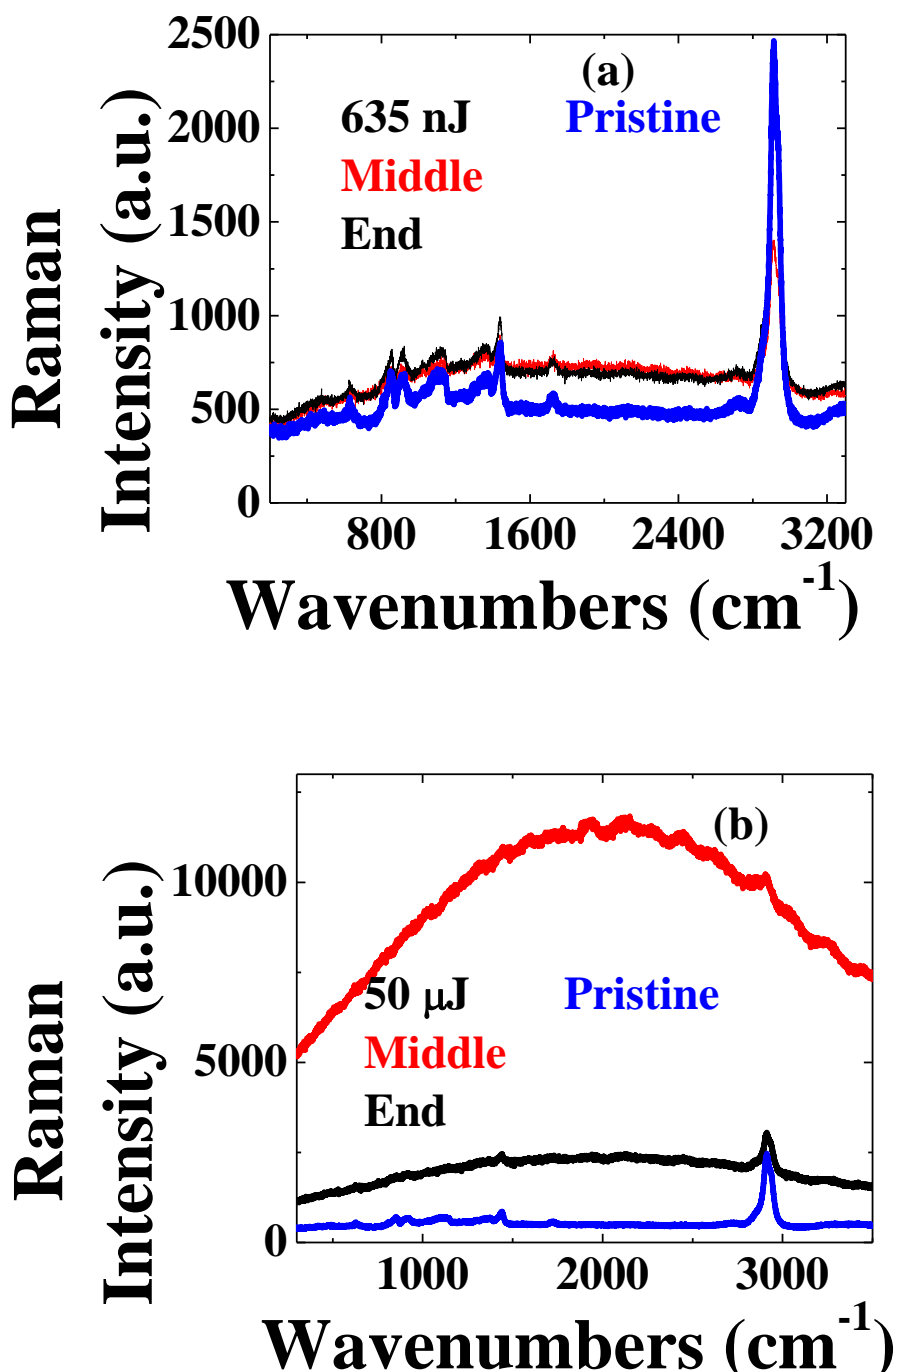 2500
2000
1500
1000
500
0
Raman
Intensity (a.u.)
(a)
635 nJ Pristine
Middle
End
800 1600 2400 3200
Wavenumbers (cm⁻¹)
10000
5000
0
Raman
Intensity (a.u.)
(b)
50 μJ Pristine
Middle
End
1000 2000 3000
Wavenumbers (cm⁻¹)